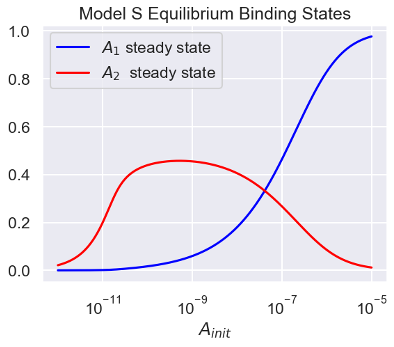 Model S Equilibrium Binding States
A₁ steady state
A₂ steady state
1.0
0.8
0.6
0.4
0.2
0.0
10⁻¹¹ 10⁻⁹ 10⁻⁷ 10⁻⁵
A_init